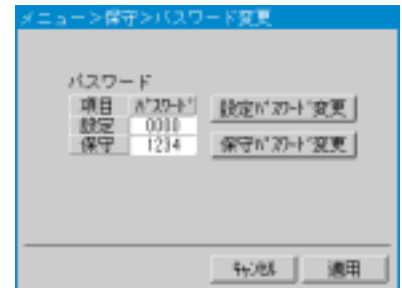 メニュー>保守>パスワード変更
パスワード
項目 ﾊﾟｽﾜｰﾄﾞ
設定 0000 設定ﾊﾟｽﾜｰﾄﾞ変更
保守 1234 保守ﾊﾟｽﾜｰﾄﾞ変更
ｷｬﾝｾﾙ 適用